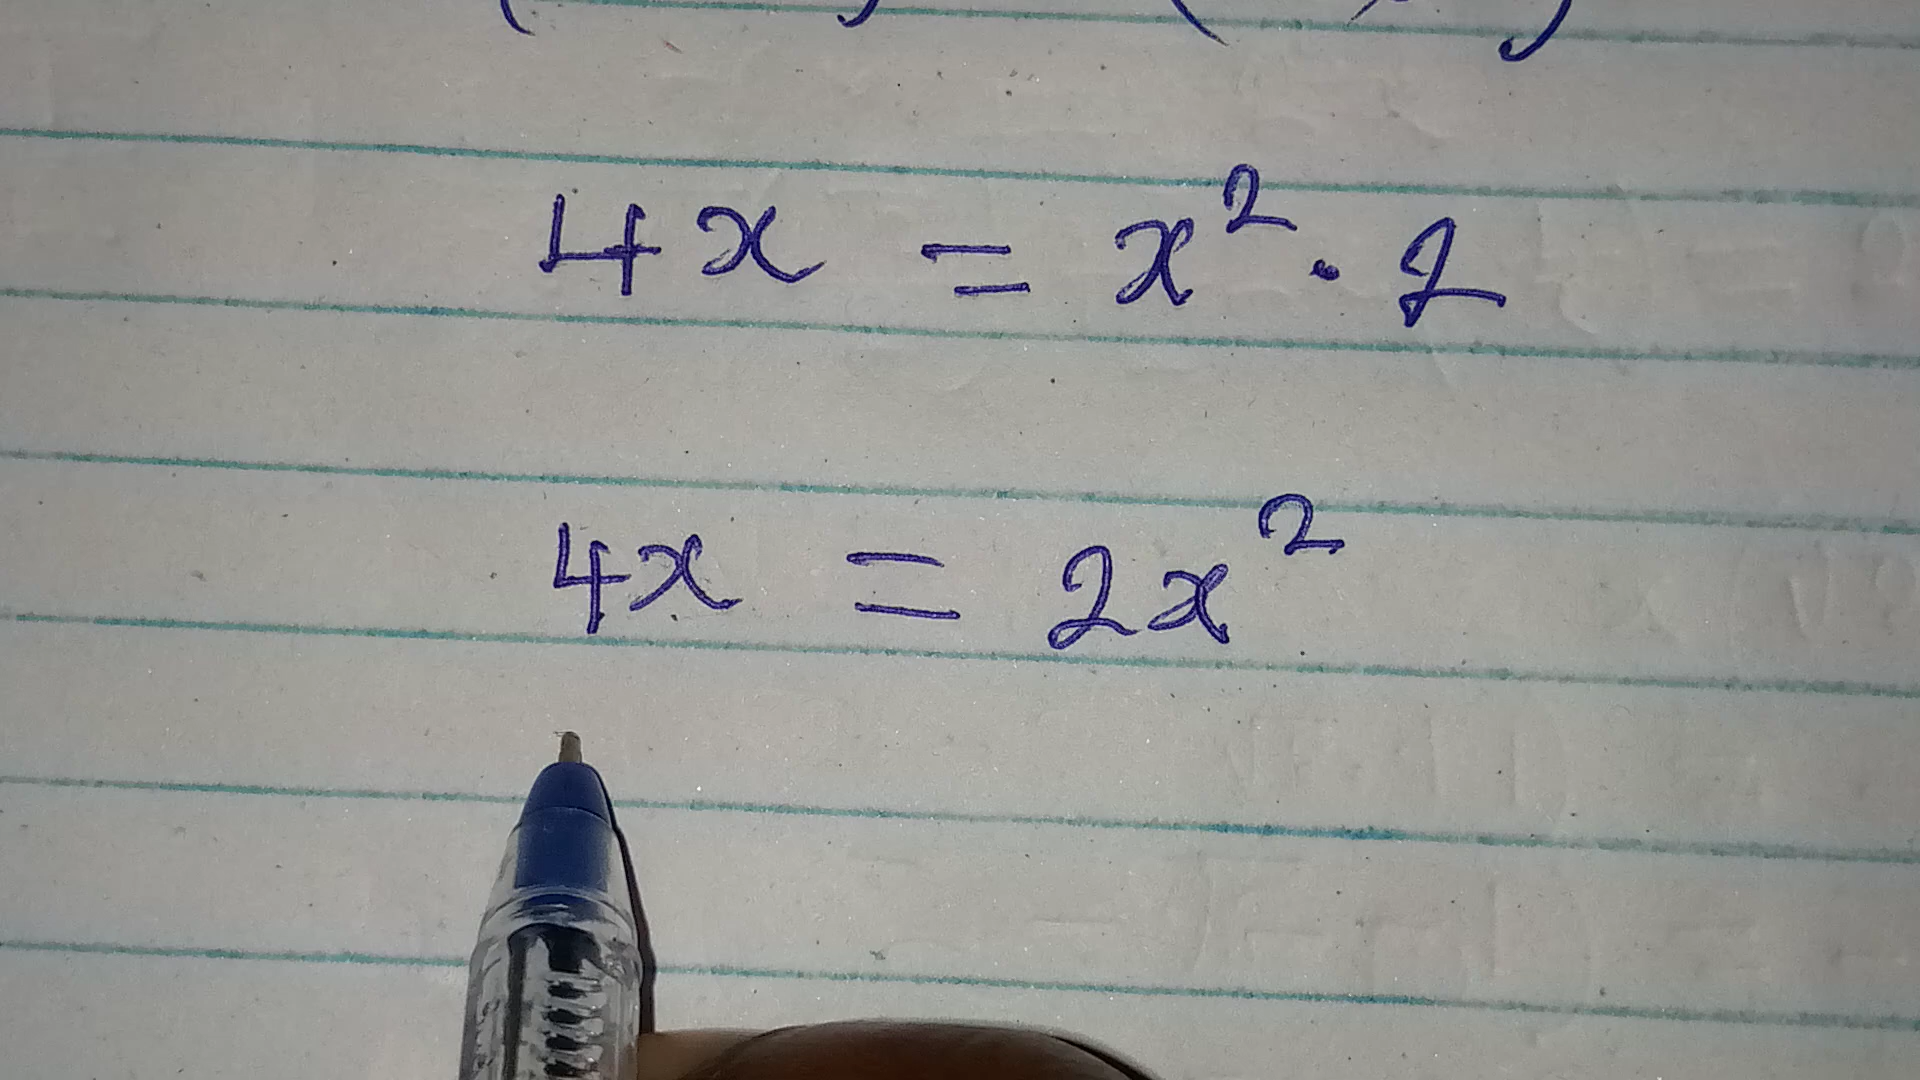 4x = x² · 2
4x = 2x²